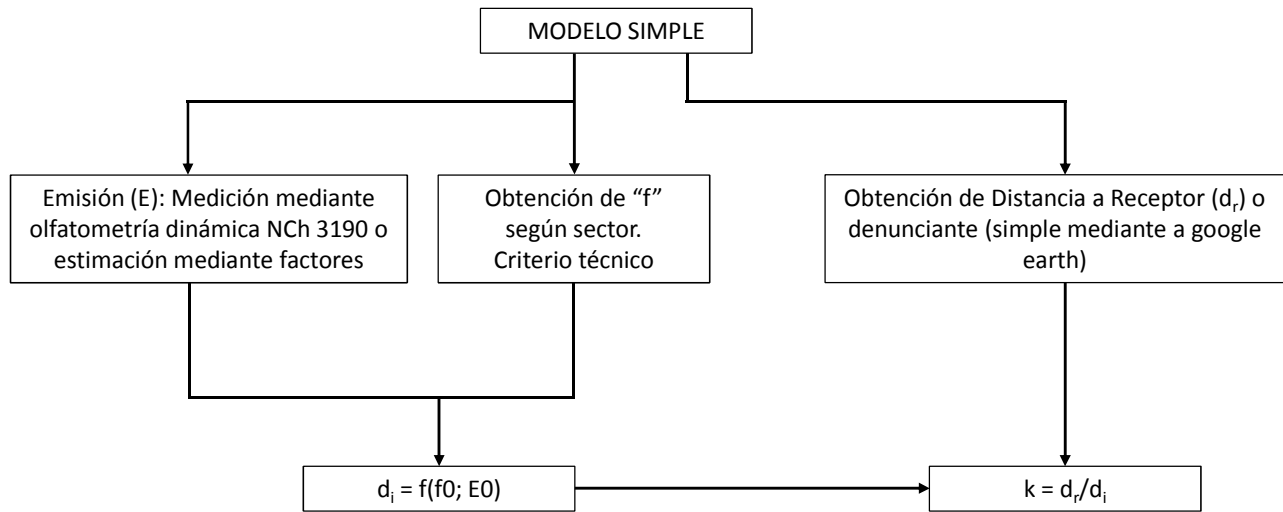 MODELO SIMPLE
Emisión (E): Medición mediante
olfatometría dinámica NCh 3190 o
estimación mediante factores
Obtención de “f”
según sector.
Criterio técnico
Obtención de Distancia a Receptor (dr) o
denunciante (simple mediante a google
earth)
di = f(f0; E0)
k = dr/di